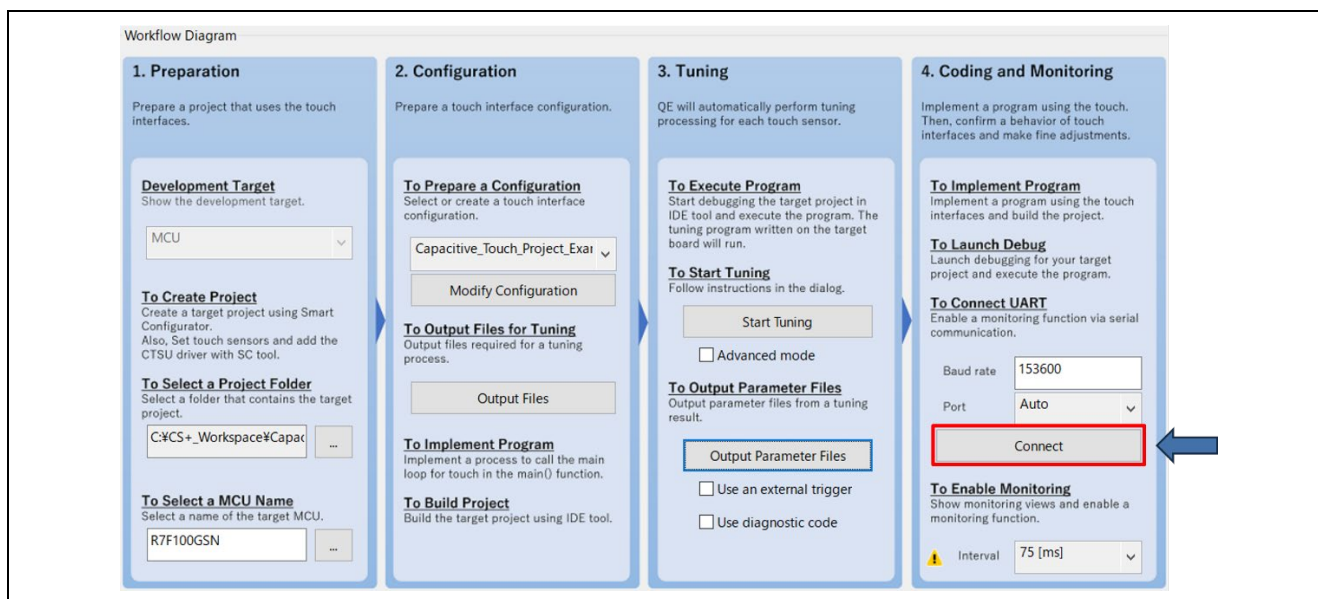 Workflow Diagram
1. Preparation
Prepare a project that uses the touch
interfaces.
Development Target
Show the development target.
MCU
To Create Project
Create a target project using Smart
Configurator.
Also, Set touch sensors and add the
CTSU driver with SC tool.
To Select a Project Folder
Select a folder that contains the target
project.
C:¥CS+_Workspace¥Capac
...
To Select a MCU Name
Select a name of the target MCU.
R7F100GSN
...
2. Configuration
Prepare a touch interface configuration.
To Prepare a Configuration
Select or create a touch interface
configuration.
Capacitive_Touch_Project_Exar
Modify Configuration
To Output Files for Tuning
Output files required for a tuning
process.
Output Files
To Implement Program
Implement a process to call the main
loop for touch in the main() function.
To Build Project
Build the target project using IDE tool.
3. Tuning
QE will automatically perform tuning
processing for each touch sensor.
To Execute Program
Start debugging the target project in
IDE tool and execute the program. The
tuning program written on the target
board will run.
To Start Tuning
Follow instructions in the dialog.
Start Tuning
Advanced mode
To Output Parameter Files
Output parameter files from a tuning
result.
Output Parameter Files
Use an external trigger
Use diagnostic code
4. Coding and Monitoring
Implement a program using the touch.
Then, confirm a behavior of touch
interfaces and make fine adjustments.
To Implement Program
Implement a program using the touch
interfaces and build the project.
To Launch Debug
Launch debugging for your target
project and execute the program.
To Connect UART
Enable a monitoring function via serial
communication.
Baud rate 153600
Port Auto
Connect
To Enable Monitoring
Show monitoring views and enable a
monitoring function.
Interval 75 [ms]